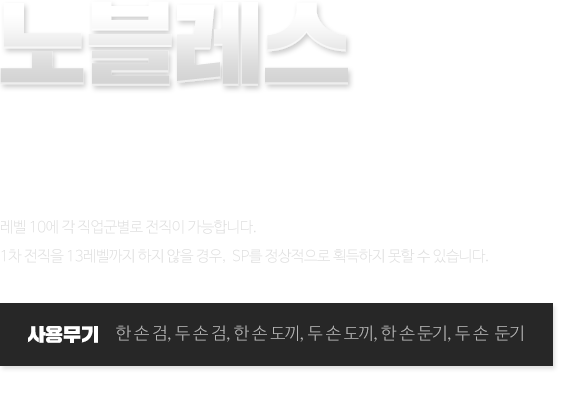 노블레스
레벨 10에 각 직업군별로 전직이 가능합니다.
1차 전직을 13레벨까지 하지 않을 경우, SP를 정상적으로 획득하지 못할 수 있습니다.
사용무기 한손검, 두손검, 한손도끼, 두손도끼, 한손둔기, 두손 둔기